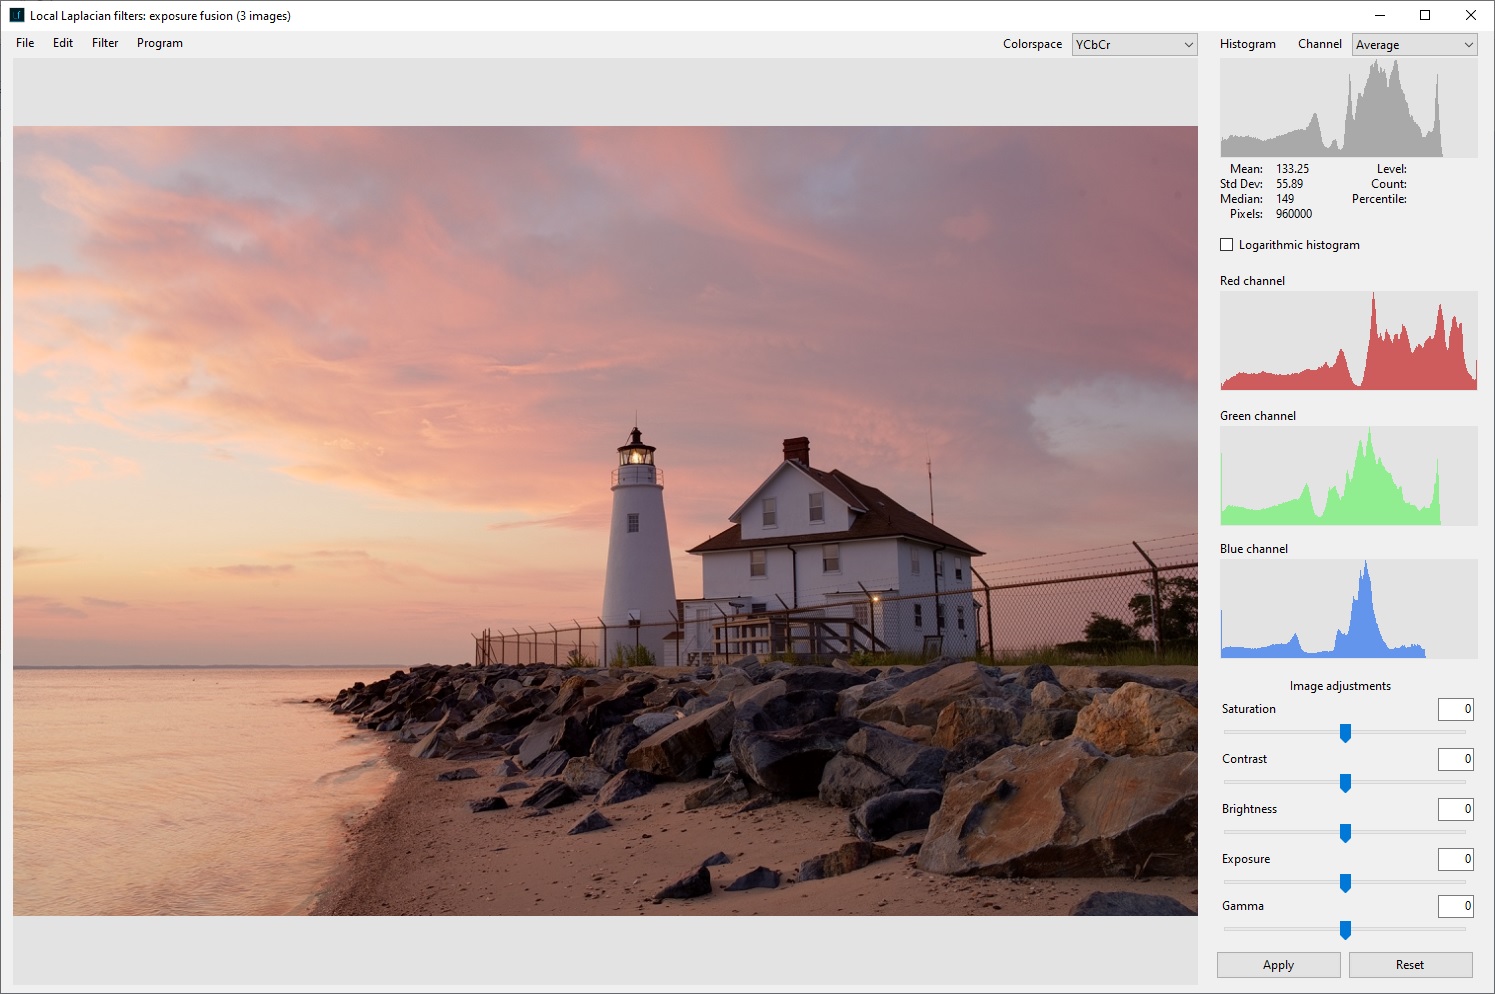 Local Laplacian filters: exposure fusion (3 images)
File Edit Filter Program Colorspace YCbCr Histogram Channel Average
Mean: 133.25 Level:
Std Dev: 55.89 Count:
Median: 149 Percentile:
Pixels: 960000
Logarithmic histogram
Red channel
Green channel
Blue channel
Image adjustments
Saturation 0
Contrast 0
Brightness 0
Exposure 0
Gamma 0
Apply Reset